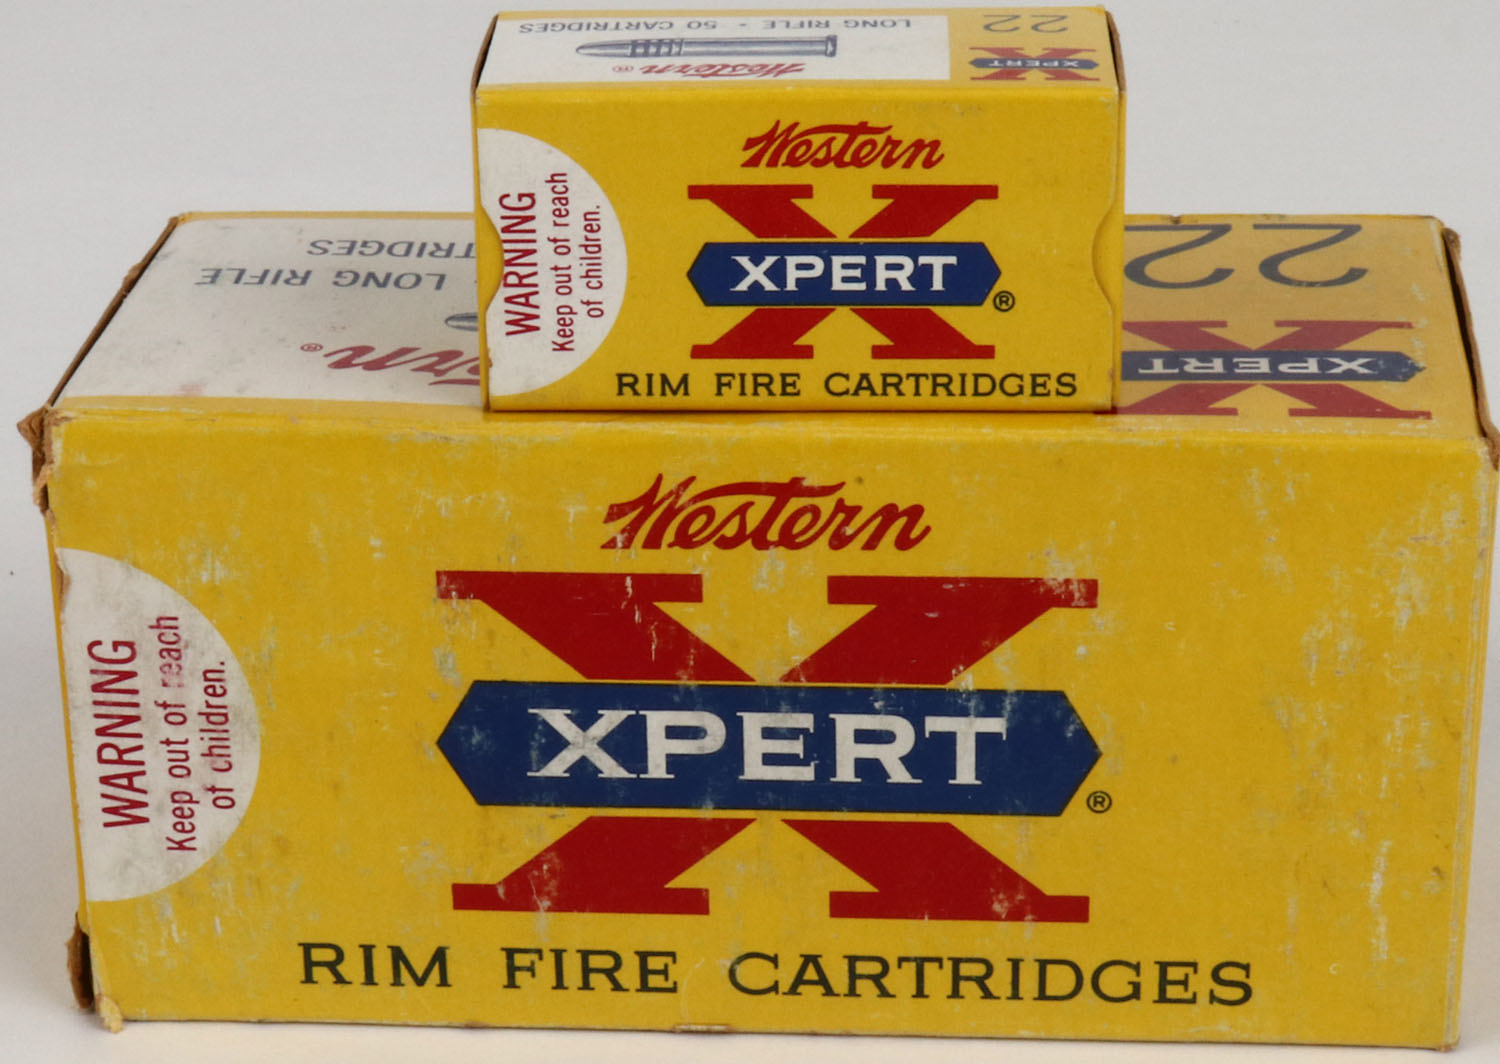 LONG RIFLE - 50 CARTRIDGES
22
Western ®
XPERT
Western
XPERT ®
RIM FIRE CARTRIDGES
WARNING
Keep out of reach
of children.
LONG RIFLE
®
22
XPERT
Western
XPERT ®
RIM FIRE CARTRIDGES
WARNING
Keep out of reach
of children.